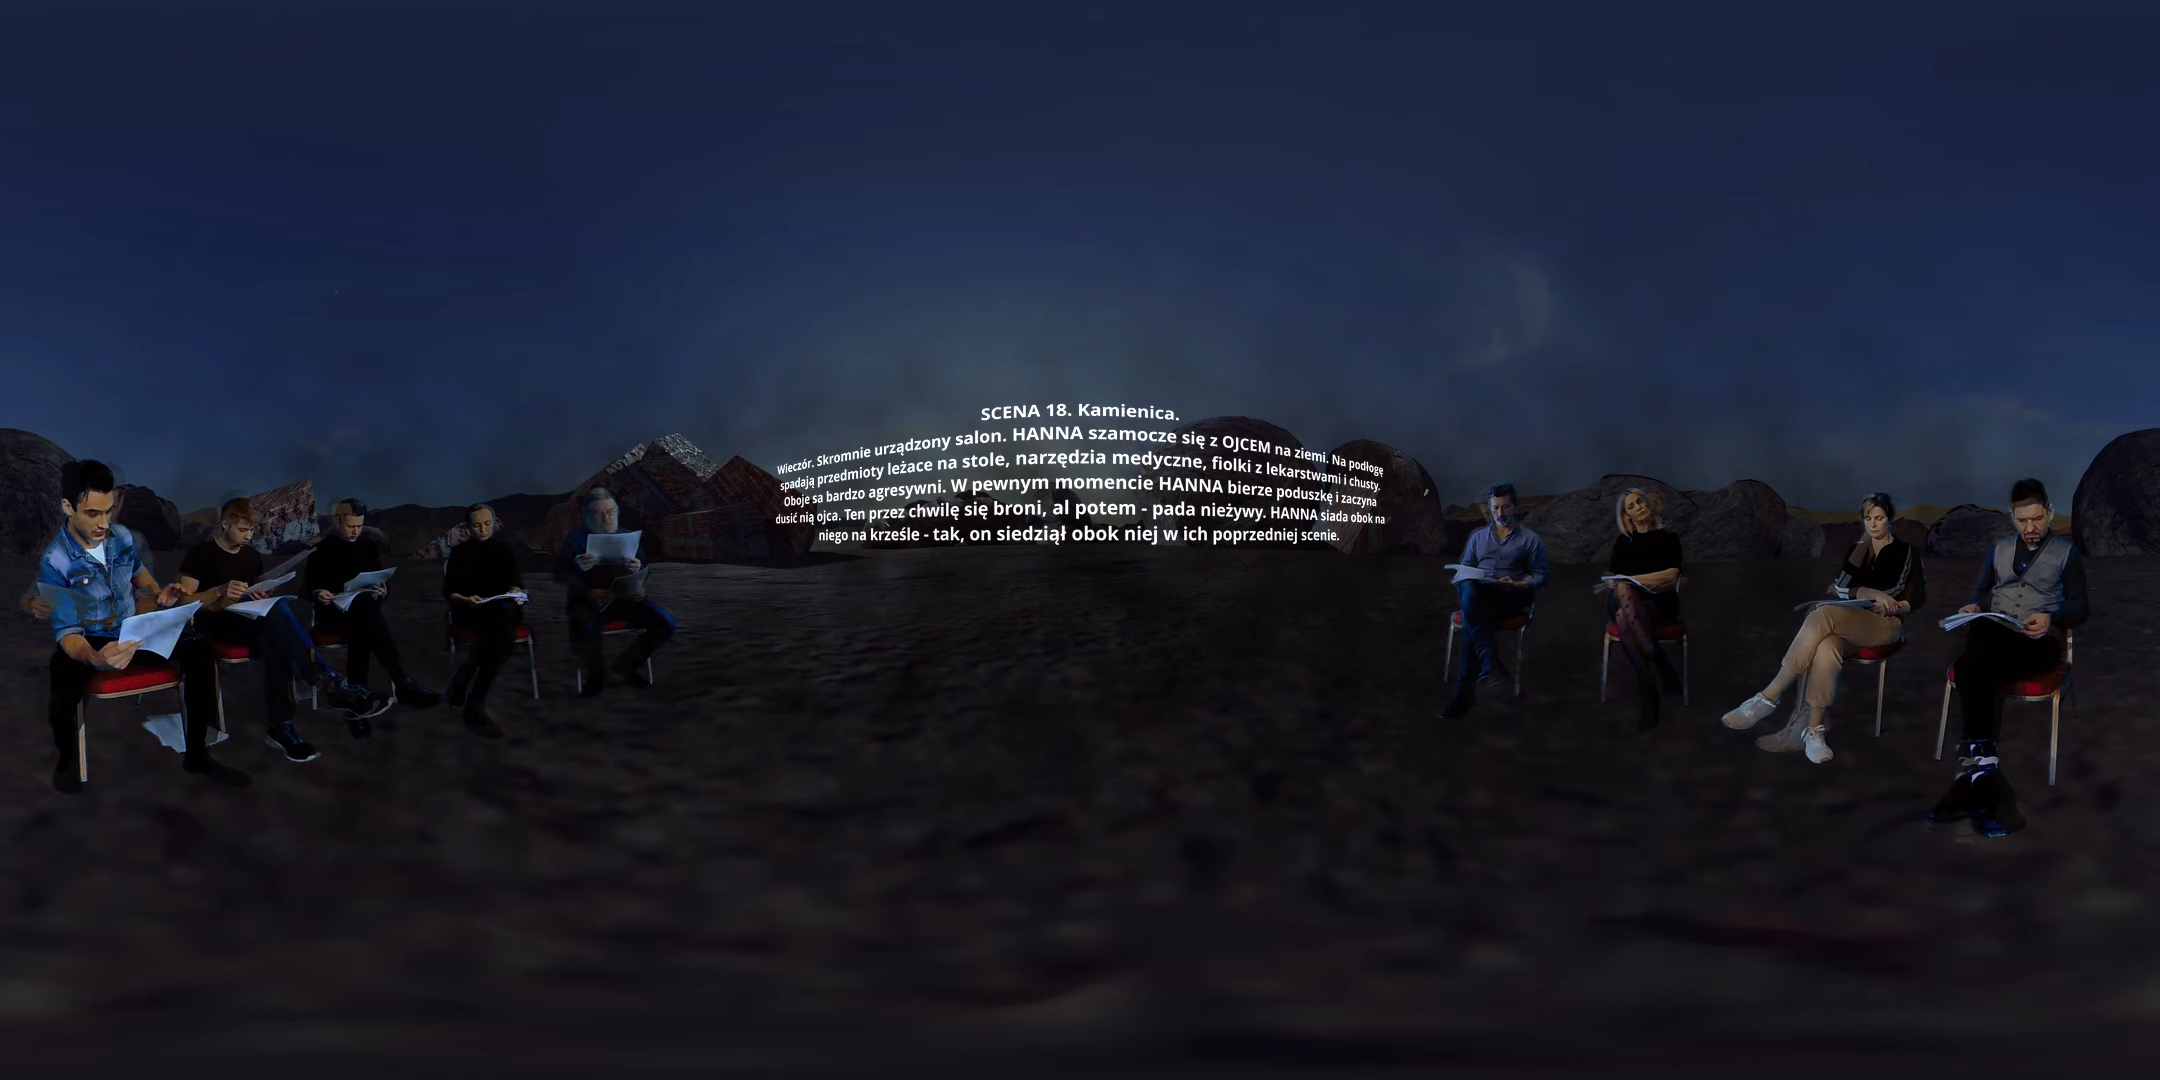 SCENA 18. Kamienica.
Wieczór. Skromnie urządzony salon. HANNA szamocze się z OJCEM na ziemi. Na podłogę
spadają przedmioty leżace na stole, narzędzia medyczne, fiolki z lekarstwami i chusty.
Oboje sa bardzo agresywni. W pewnym momencie HANNA bierze poduszkę i zaczyna
dusić nią ojca. Ten przez chwilę się broni, al potem - pada nieżywy. HANNA siada obok na
niego na krześle - tak, on siedział obok niej w ich poprzedniej scenie.